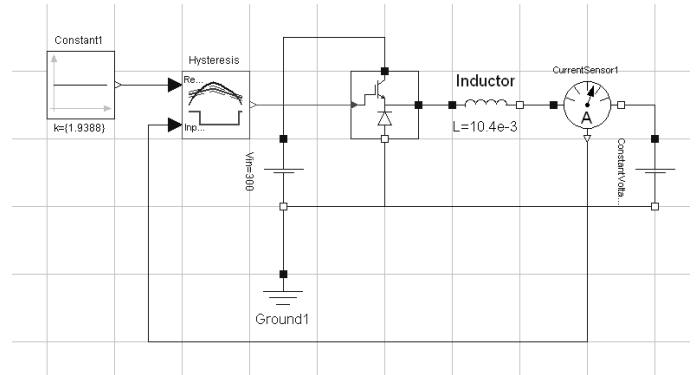 Constant1
Hysteresis
Re...
Inp...
k={1.9388}
Vin=300
Inductor
L=10.4e-3
CurrentSensor1
A
ConstantVolta...
Ground1